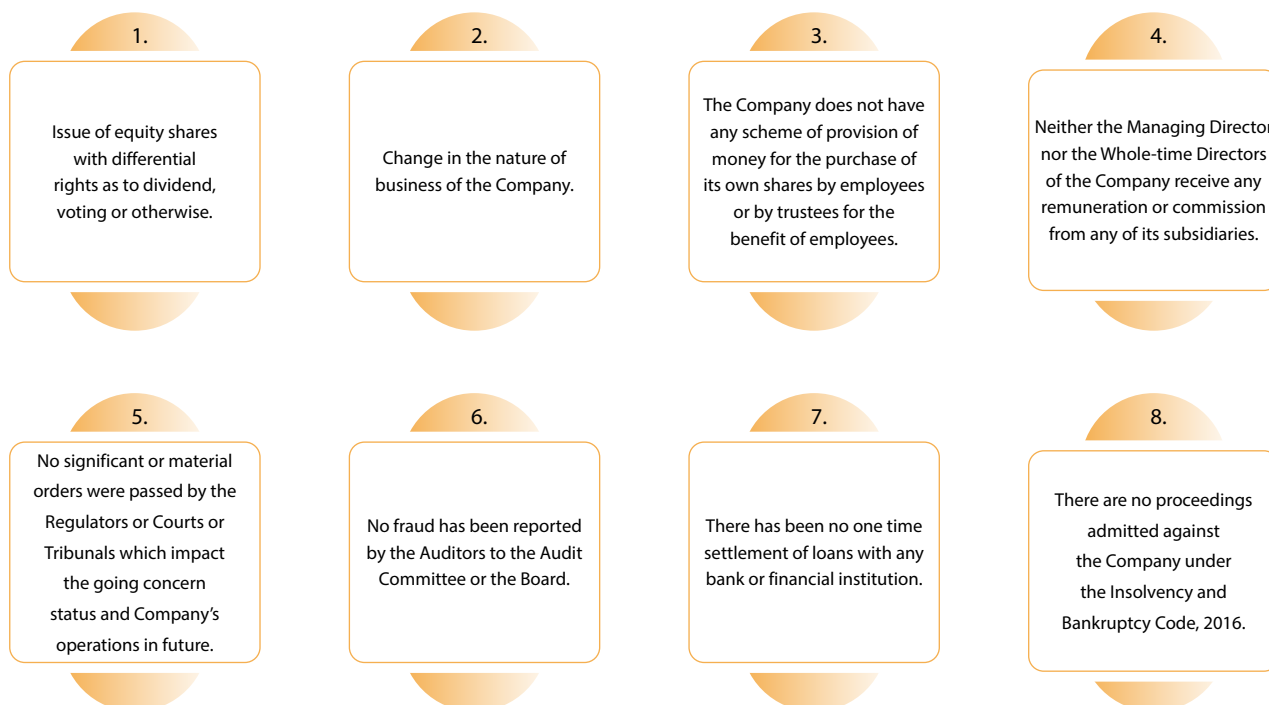 1.
Issue of equity shares
with differential
rights as to dividend,
voting or otherwise.
2.
Change in the nature of
business of the Company.
3.
The Company does not have
any scheme of provision of
money for the purchase of
its own shares by employees
or by trustees for the
benefit of employees.
4.
Neither the Managing Director
nor the Whole-time Directors
of the Company receive any
remuneration or commission
from any of its subsidiaries.
5.
No significant or material
orders were passed by the
Regulators or Courts or
Tribunals which impact
the going concern
status and Company’s
operations in future.
6.
No fraud has been reported
by the Auditors to the Audit
Committee or the Board.
7.
There has been no one time
settlement of loans with any
bank or financial institution.
8.
There are no proceedings
admitted against
the Company under
the Insolvency and
Bankruptcy Code, 2016.